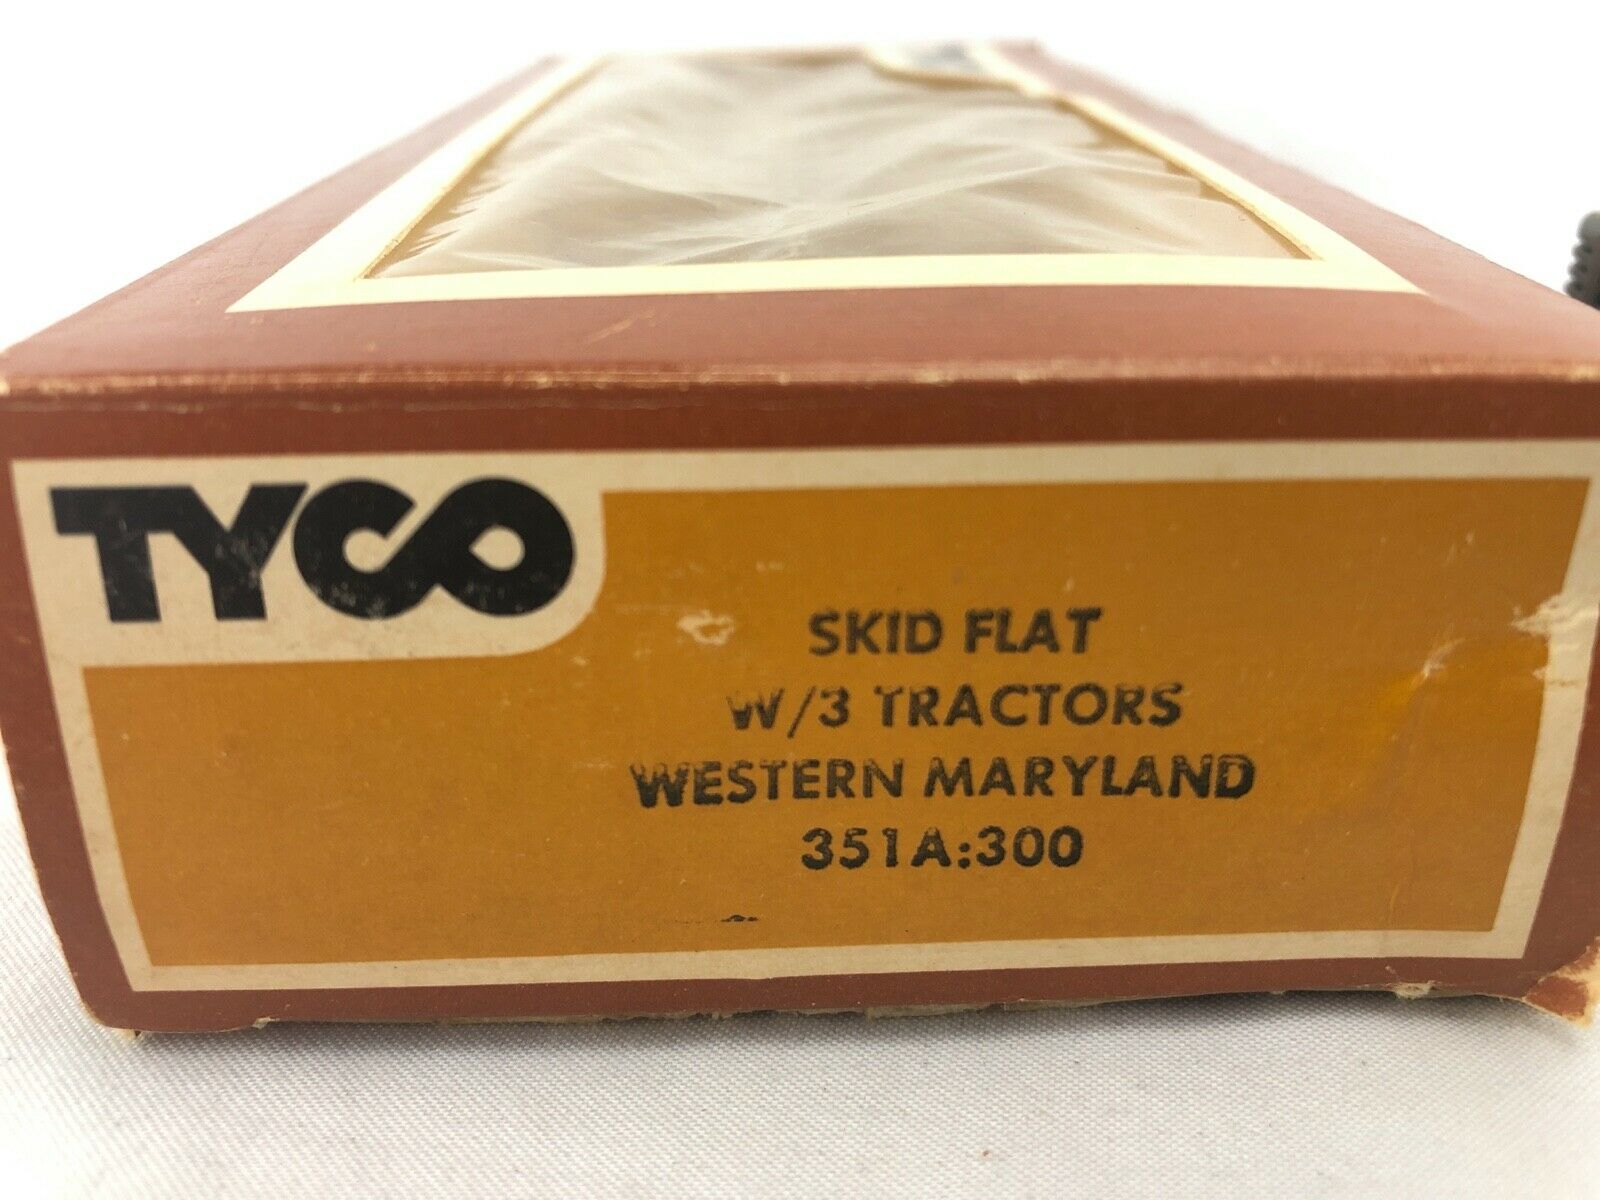 TYCO
SKID FLAT
W/3 TRACTORS
WESTERN MARYLAND
351A:300